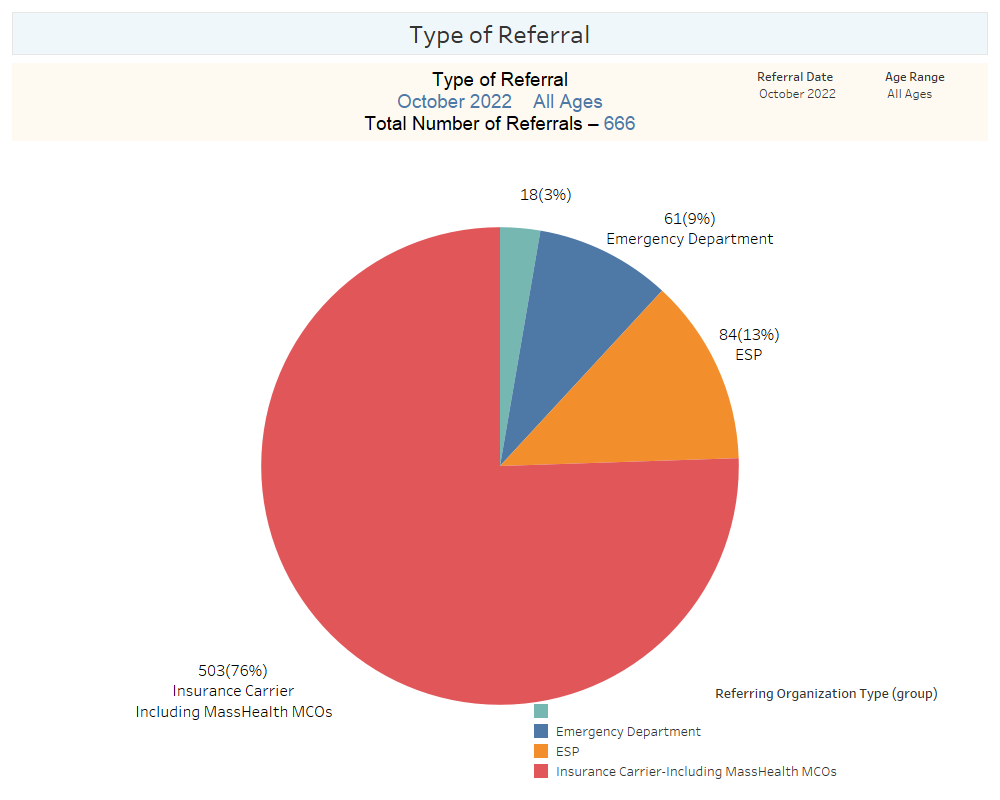 Type of Referral
Type of Referral
October 2022 All Ages
Total Number of Referrals – 666
Referral Date
October 2022
Age Range
All Ages
18(3%)
61(9%)
Emergency Department
84(13%)
ESP
503(76%)
Insurance Carrier
Including MassHealth MCOs
Referring Organization Type (group)
Emergency Department
ESP
Insurance Carrier-Including MassHealth MCOs